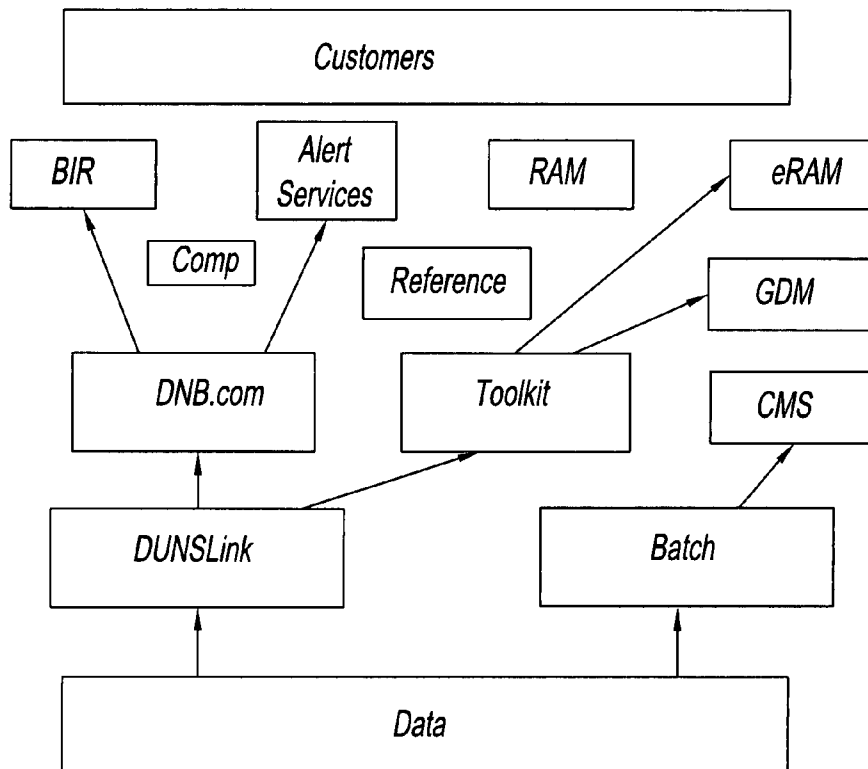 Customers
BIR
Alert
Services
RAM
eRAM
Comp
Reference
GDM
DNB.com
Toolkit
CMS
DUNSLink
Batch
Data